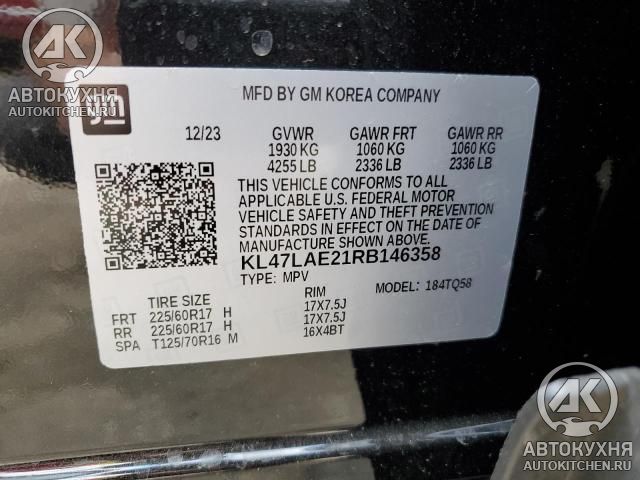 АВТОКУХНЯ
AUTOKITCHEN.RU
gm
MFD BY GM KOREA COMPANY
12/23 GVWR GAWR FRT GAWR RR
1930 KG 1060 KG 1060 KG
4255 LB 2336 LB 2336 LB
THIS VEHICLE CONFORMS TO ALL
APPLICABLE U.S. FEDERAL MOTOR
VEHICLE SAFETY AND THEFT PREVENTION
STANDARDS IN EFFECT ON THE DATE OF
MANUFACTURE SHOWN ABOVE.
KL47LAE21RB146358
TYPE: MPV MODEL: 184TQ58
TIRE SIZE RIM
FRT 225/60R17 H 17X7.5J
RR 225/60R17 H 17X7.5J
SPA T125/70R16 M 16X4BT
АК
АВТОКУХНЯ
AUTOKITCHEN.RU